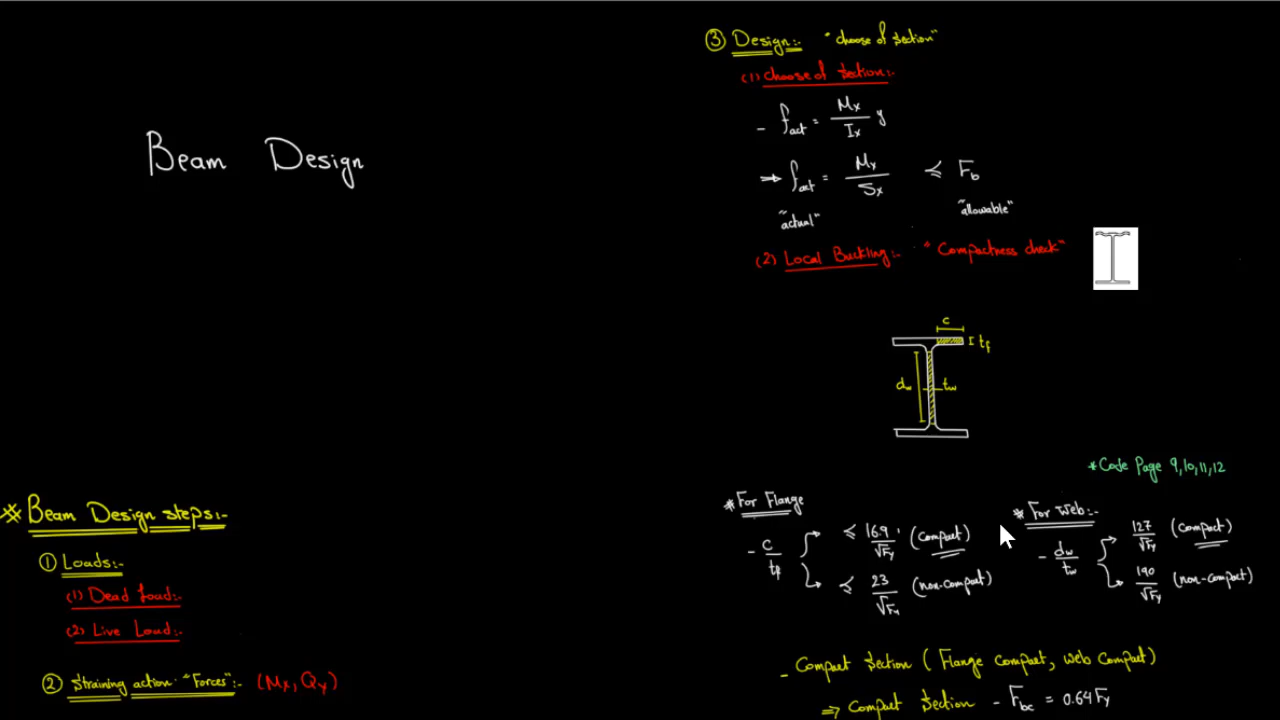 Beam Design
* Beam Design steps:-
① Loads:-
(1) Dead Load:-
(2) Live Load:-
② Straining action "Forces":- (Mx, Qy)
③ Design:- "choose of Section"
(1) choose of Section:-
- fact = Mx/Ix y
→ fact = Mx/Sx ≤ Fb
"actual" "allowable"
(2) Local Buckling:- "Compactness check"
c
tf
dw tw
*Code Page 9,10,11,12
* For Flange
- c/tf
≤ 16.9/√Fy (Compact)
≤ 23/√Fy (non-compact)
* For Web:-
- dw/tw
127/√Fy (Compact)
190/√Fy (non-compact)
- Compact Section (Flange compact, web compact)
⇒ Compact Section - Fbc = 0.64Fy